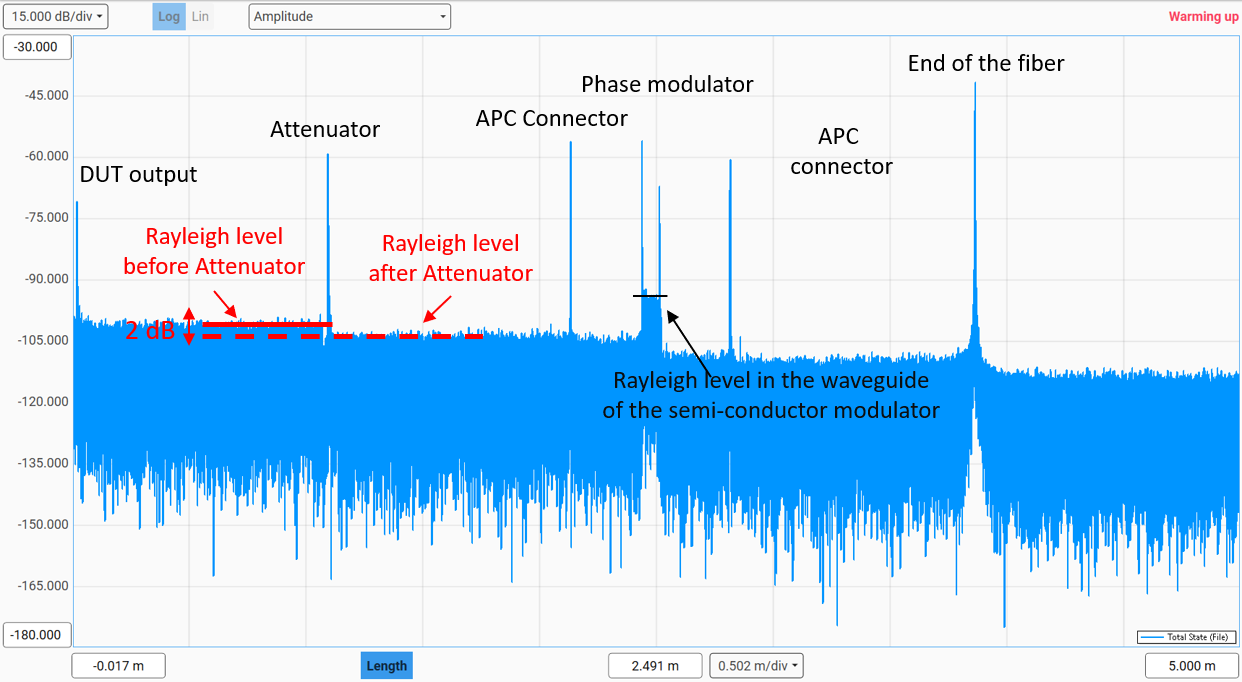 15.000 dB/div
Log
Lin
Amplitude
Warming up
-30.000
-45.000
-60.000
-75.000
-90.000
-105.000
-120.000
-135.000
-150.000
-165.000
-180.000
DUT output
Attenuator
APC Connector
Phase modulator
APC
connector
End of the fiber
Rayleigh level
before Attenuator
Rayleigh level
after Attenuator
2 dB
Rayleigh level in the waveguide
of the semi-conductor modulator
Total State (File)
-0.017 m
Length
2.491 m
0.502 m/div
5.000 m